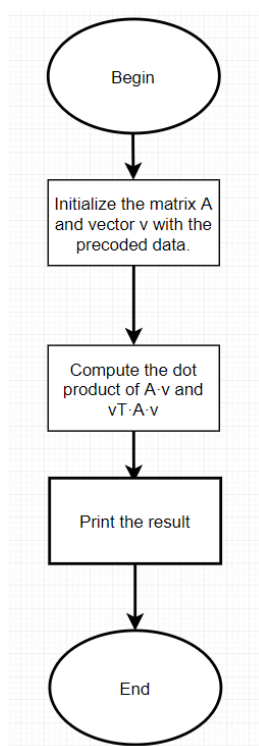 Begin
Initialize the matrix A
and vector v with the
precoded data.
Compute the dot
product of A·v and
vT·A·v
Print the result
End